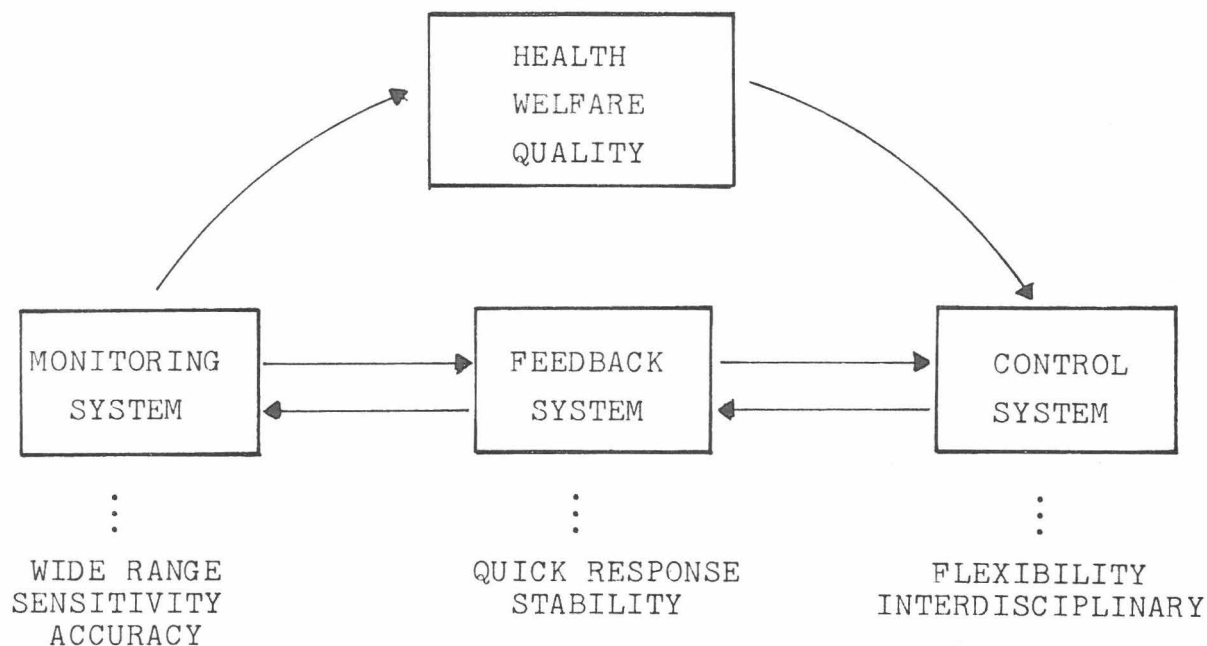 HEALTH
WELFARE
QUALITY
MONITORING
SYSTEM
FEEDBACK
SYSTEM
CONTROL
SYSTEM
WIDE RANGE
SENSITIVITY
ACCURACY
QUICK RESPONSE
STABILITY
FLEXIBILITY
INTERDISCIPLINARY